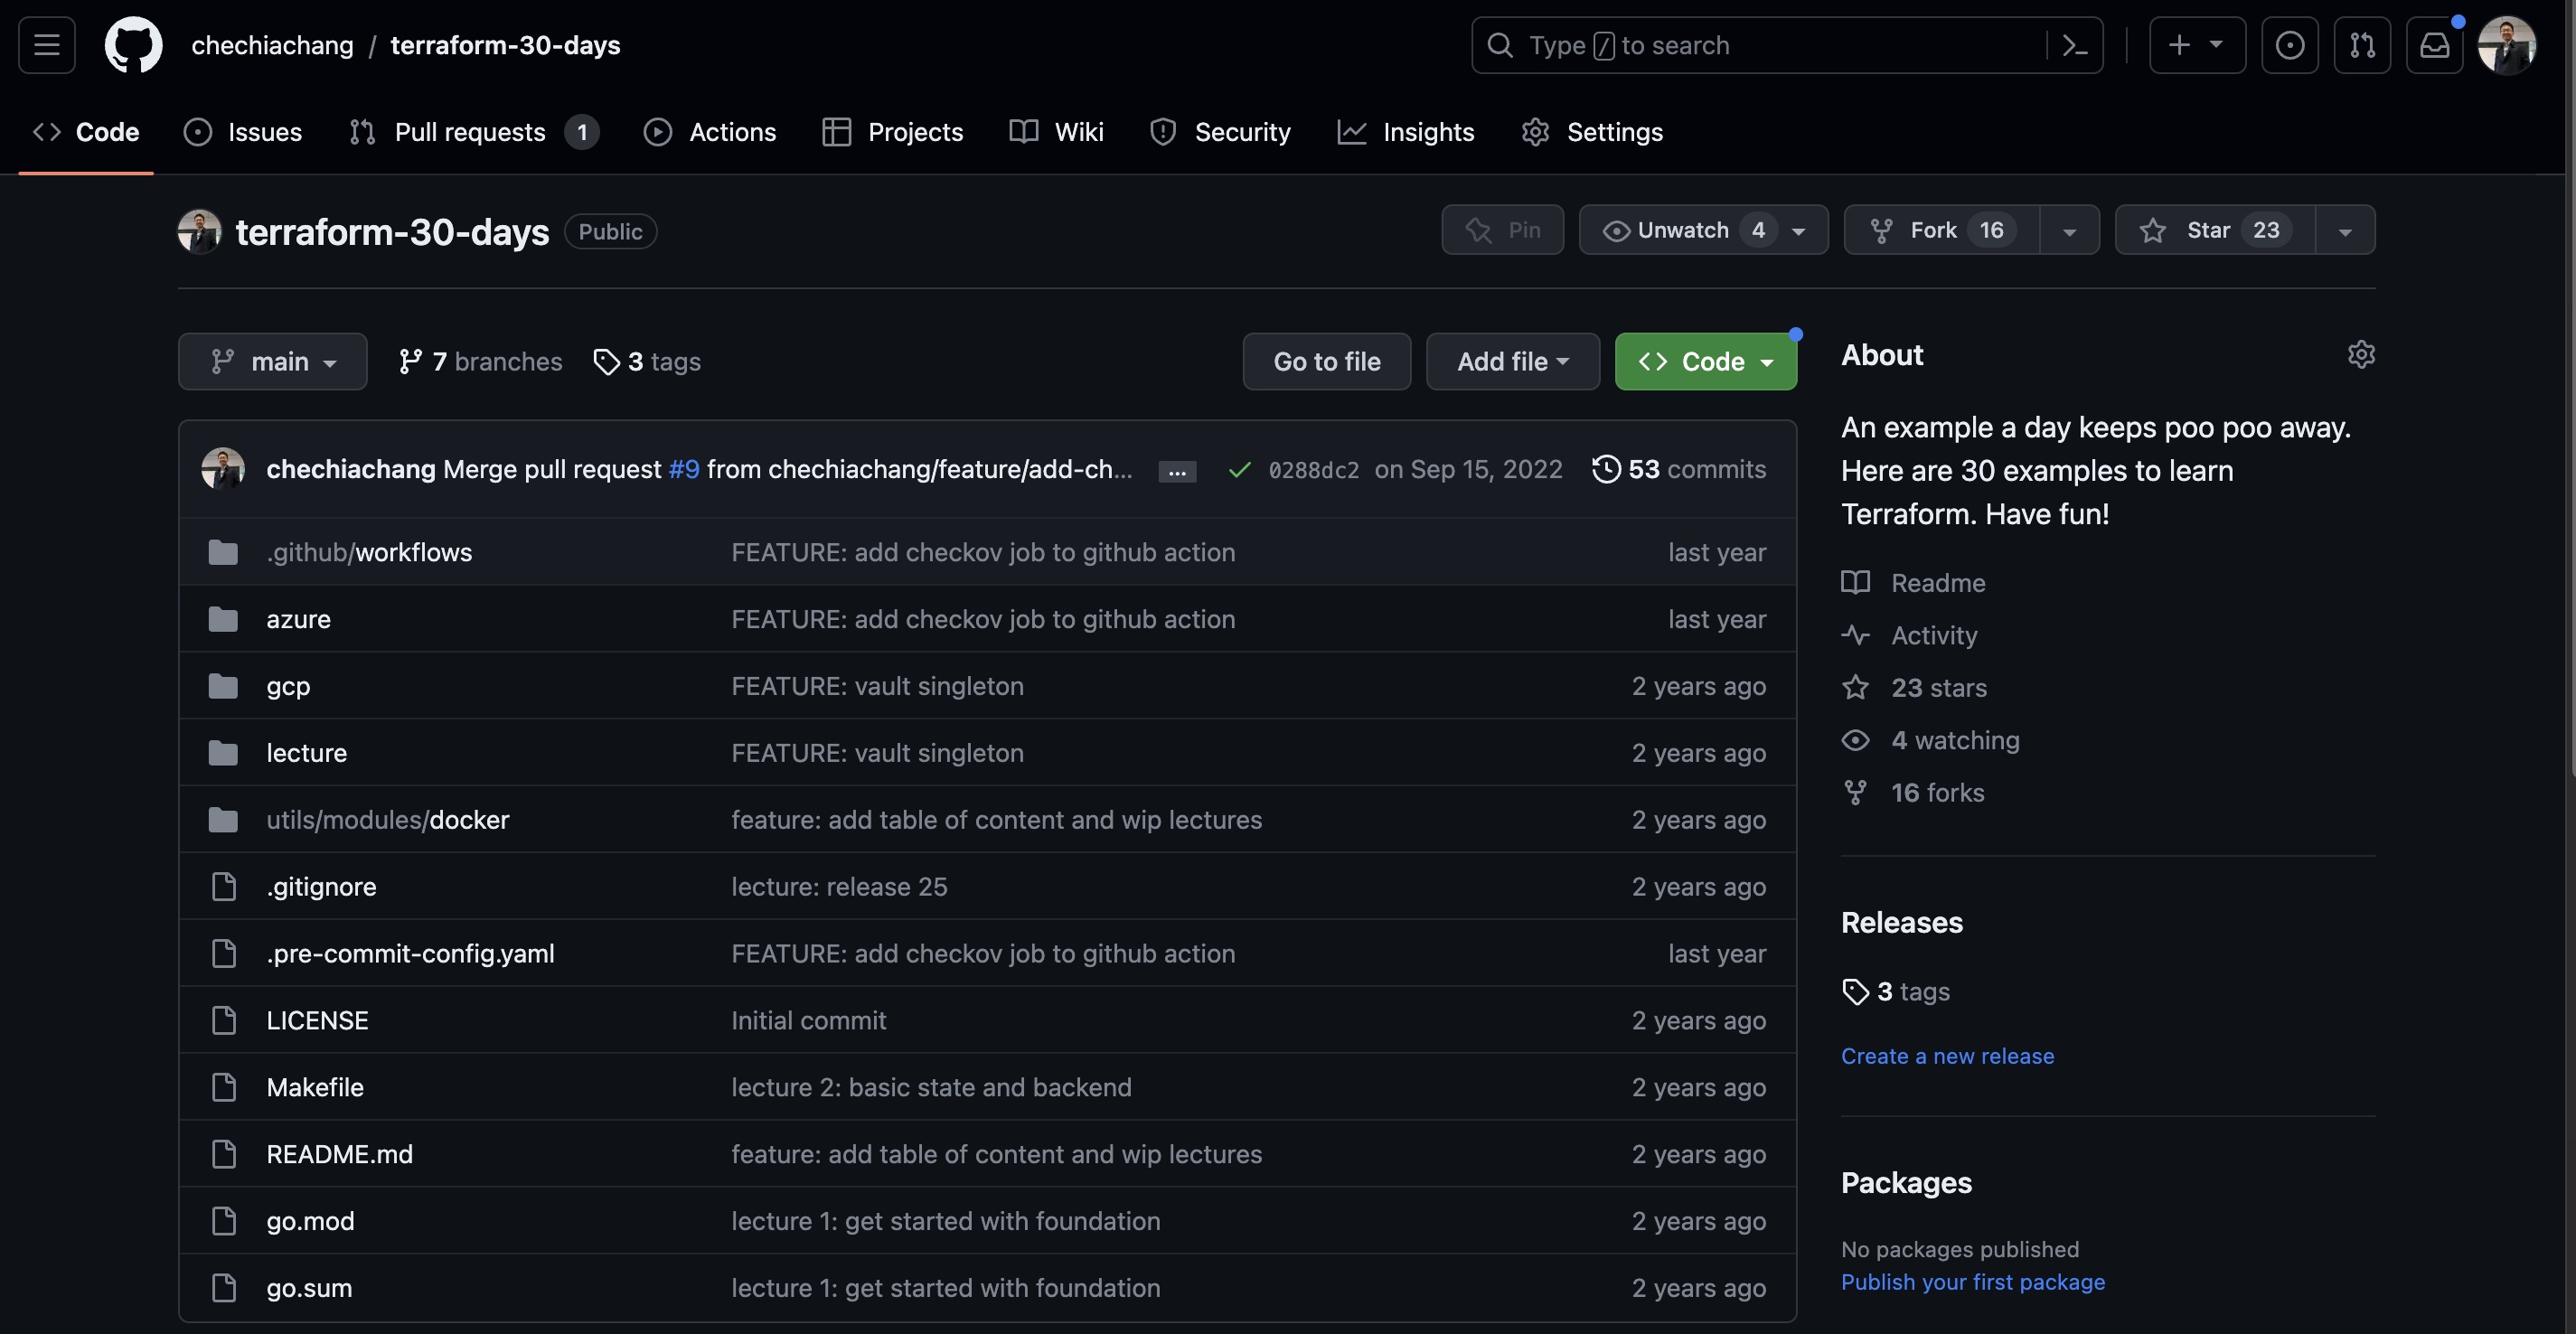 chechiachang / terraform-30-days
Type / to search
Code Issues Pull requests 1 Actions Projects Wiki Security Insights Settings
terraform-30-days Public
Pin Unwatch 4 Fork 16 Star 23
main 7 branches 3 tags Go to file Add file Code
chechiachang Merge pull request #9 from chechiachang/feature/add-ch... ... 0288dc2 on Sep 15, 2022 53 commits
.github/workflows FEATURE: add checkov job to github action last year
azure FEATURE: add checkov job to github action last year
gcp FEATURE: vault singleton 2 years ago
lecture FEATURE: vault singleton 2 years ago
utils/modules/docker feature: add table of content and wip lectures 2 years ago
.gitignore lecture: release 25 2 years ago
.pre-commit-config.yaml FEATURE: add checkov job to github action last year
LICENSE Initial commit 2 years ago
Makefile lecture 2: basic state and backend 2 years ago
README.md feature: add table of content and wip lectures 2 years ago
go.mod lecture 1: get started with foundation 2 years ago
go.sum lecture 1: get started with foundation 2 years ago
About
An example a day keeps poo poo away.
Here are 30 examples to learn
Terraform. Have fun!
Readme
Activity
23 stars
4 watching
16 forks
Releases
3 tags
Create a new release
Packages
No packages published
Publish your first package